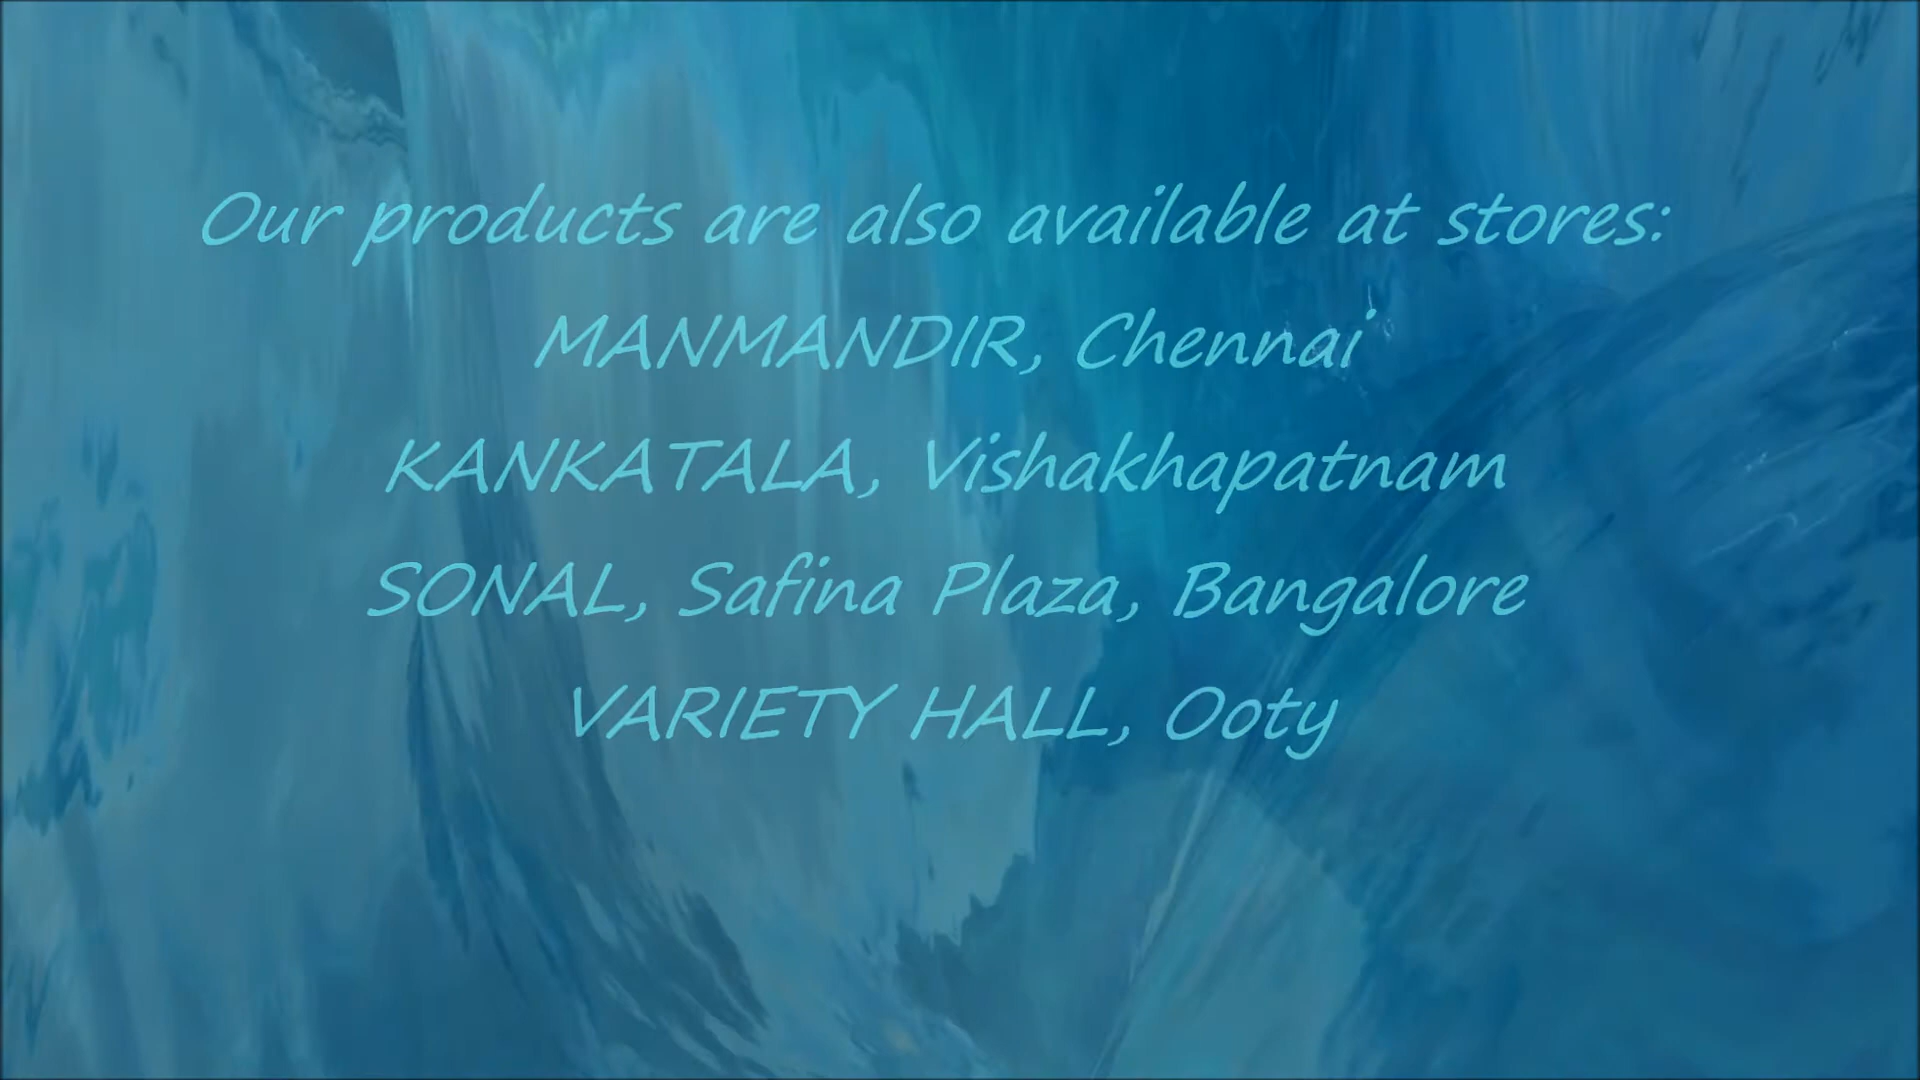 Our products are also available at stores:
MANMANDIR, Chennai
KANKATALA, Vishakhapatnam
SONAL, Safina Plaza, Bangalore
VARIETY HALL, Ooty